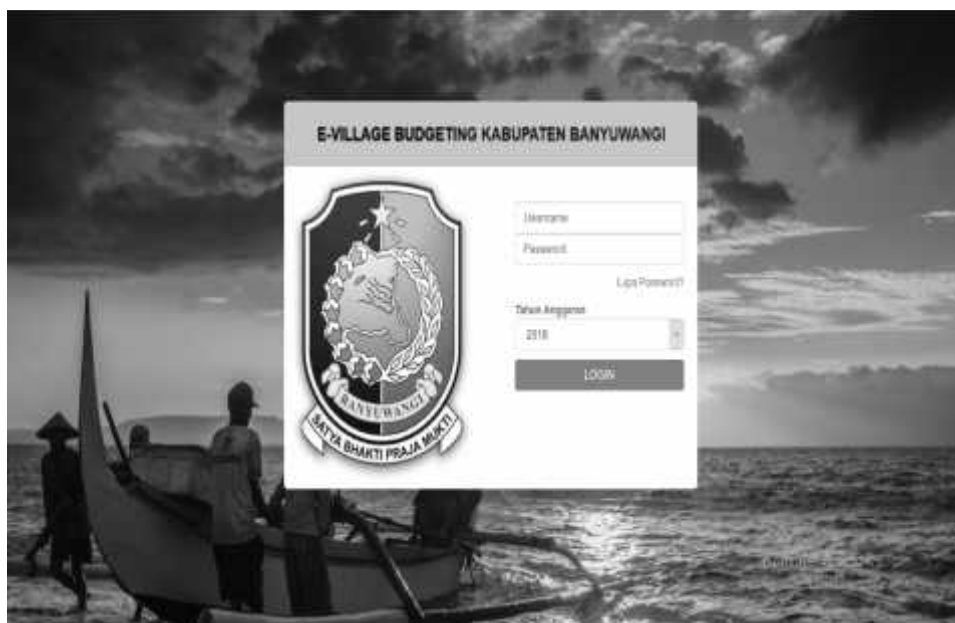 E-VILLAGE BUDGETING KABUPATEN BANYUWANGI
Username
Password
Lupa Password?
Tahun Anggaran
2018
LOGIN
BANYUWANGI
SATYA BHAKTI PRAJA MUKTI